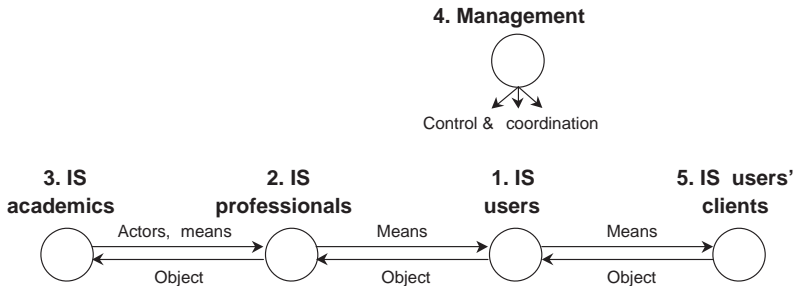 4. Management
Control & coordination
3. IS academics
2. IS professionals
1. IS users
5. IS users' clients
Actors, means
Means
Means
Object
Object
Object